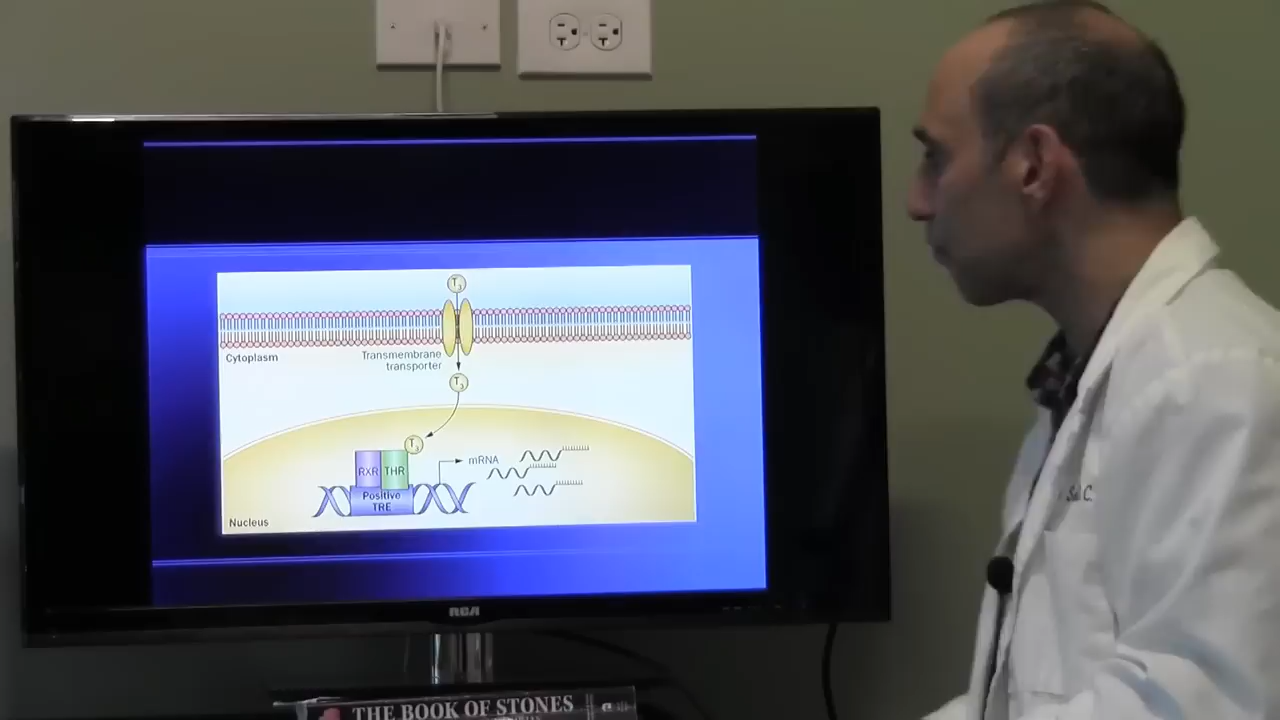 T3
Cytoplasm
Transmembrane
transporter
T3
T3
RXR THR
mRNA
Positive
TRE
Nucleus
RCA
THE BOOK OF STONES